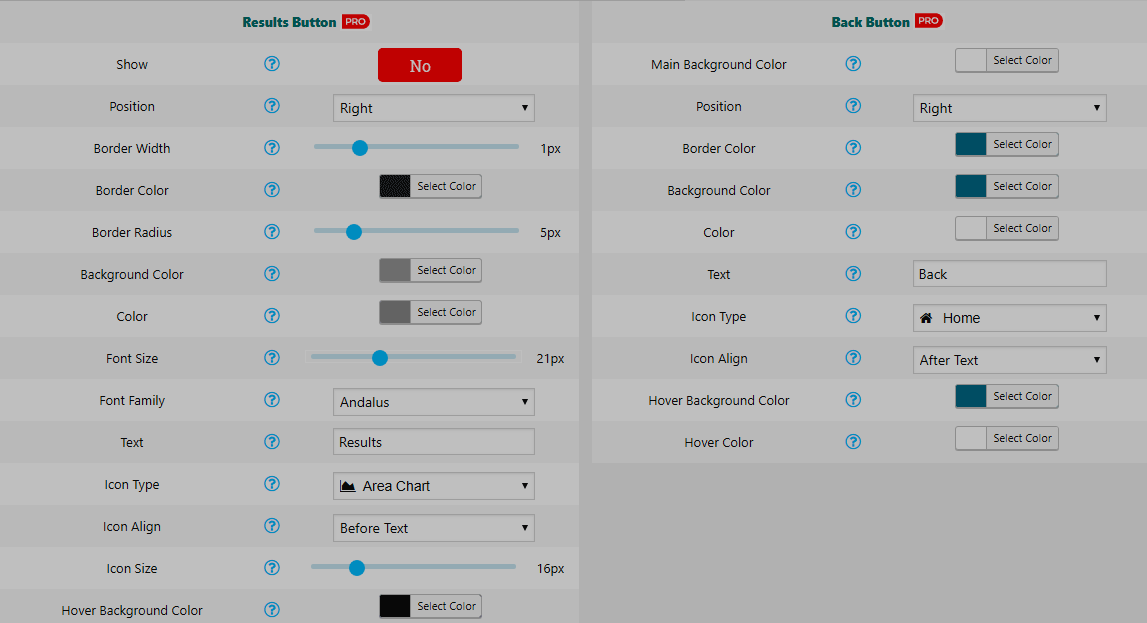 Results Button PRO
Show ? No
Position ? Right
Border Width ? 1px
Border Color ? Select Color
Border Radius ? 5px
Background Color ? Select Color
Color ? Select Color
Font Size ? 21px
Font Family ? Andalus
Text ? Results
Icon Type ? Area Chart
Icon Align ? Before Text
Icon Size ? 16px
Hover Background Color ? Select Color
Back Button PRO
Main Background Color ? Select Color
Position ? Right
Border Color ? Select Color
Background Color ? Select Color
Color ? Select Color
Text ? Back
Icon Type ? Home
Icon Align ? After Text
Hover Background Color ? Select Color
Hover Color ? Select Color